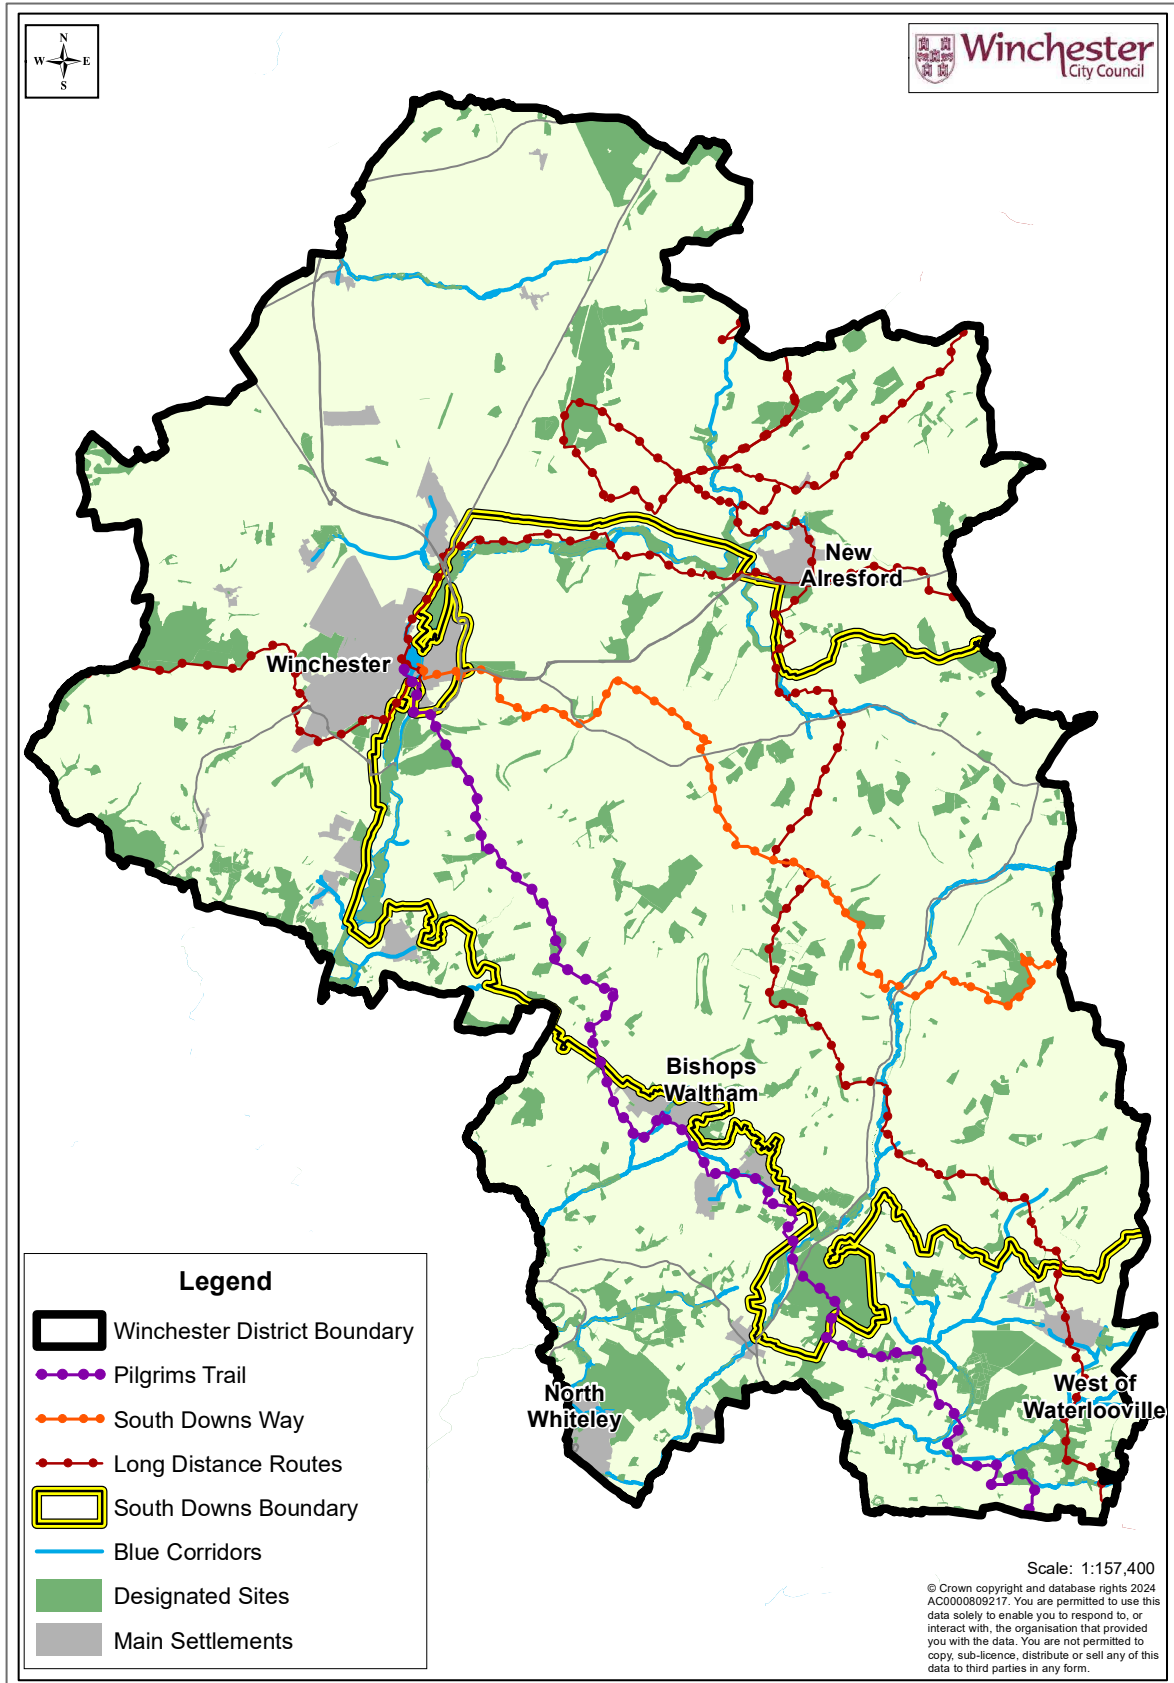 N
W E
S
Winchester
City Council
New
Alresford
Winchester
Bishops
Waltham
North
Whiteley
West of
Waterlooville
Legend
Winchester District Boundary
Pilgrims Trail
South Downs Way
Long Distance Routes
South Downs Boundary
Blue Corridors
Designated Sites
Main Settlements
Scale: 1:157,400
© Crown copyright and database rights 2024
AC0000809217. You are permitted to use this
data solely to enable you to respond to, or
interact with, the organisation that provided
you with the data. You are not permitted to
copy, sub-licence, distribute or sell any of this
data to third parties in any form.